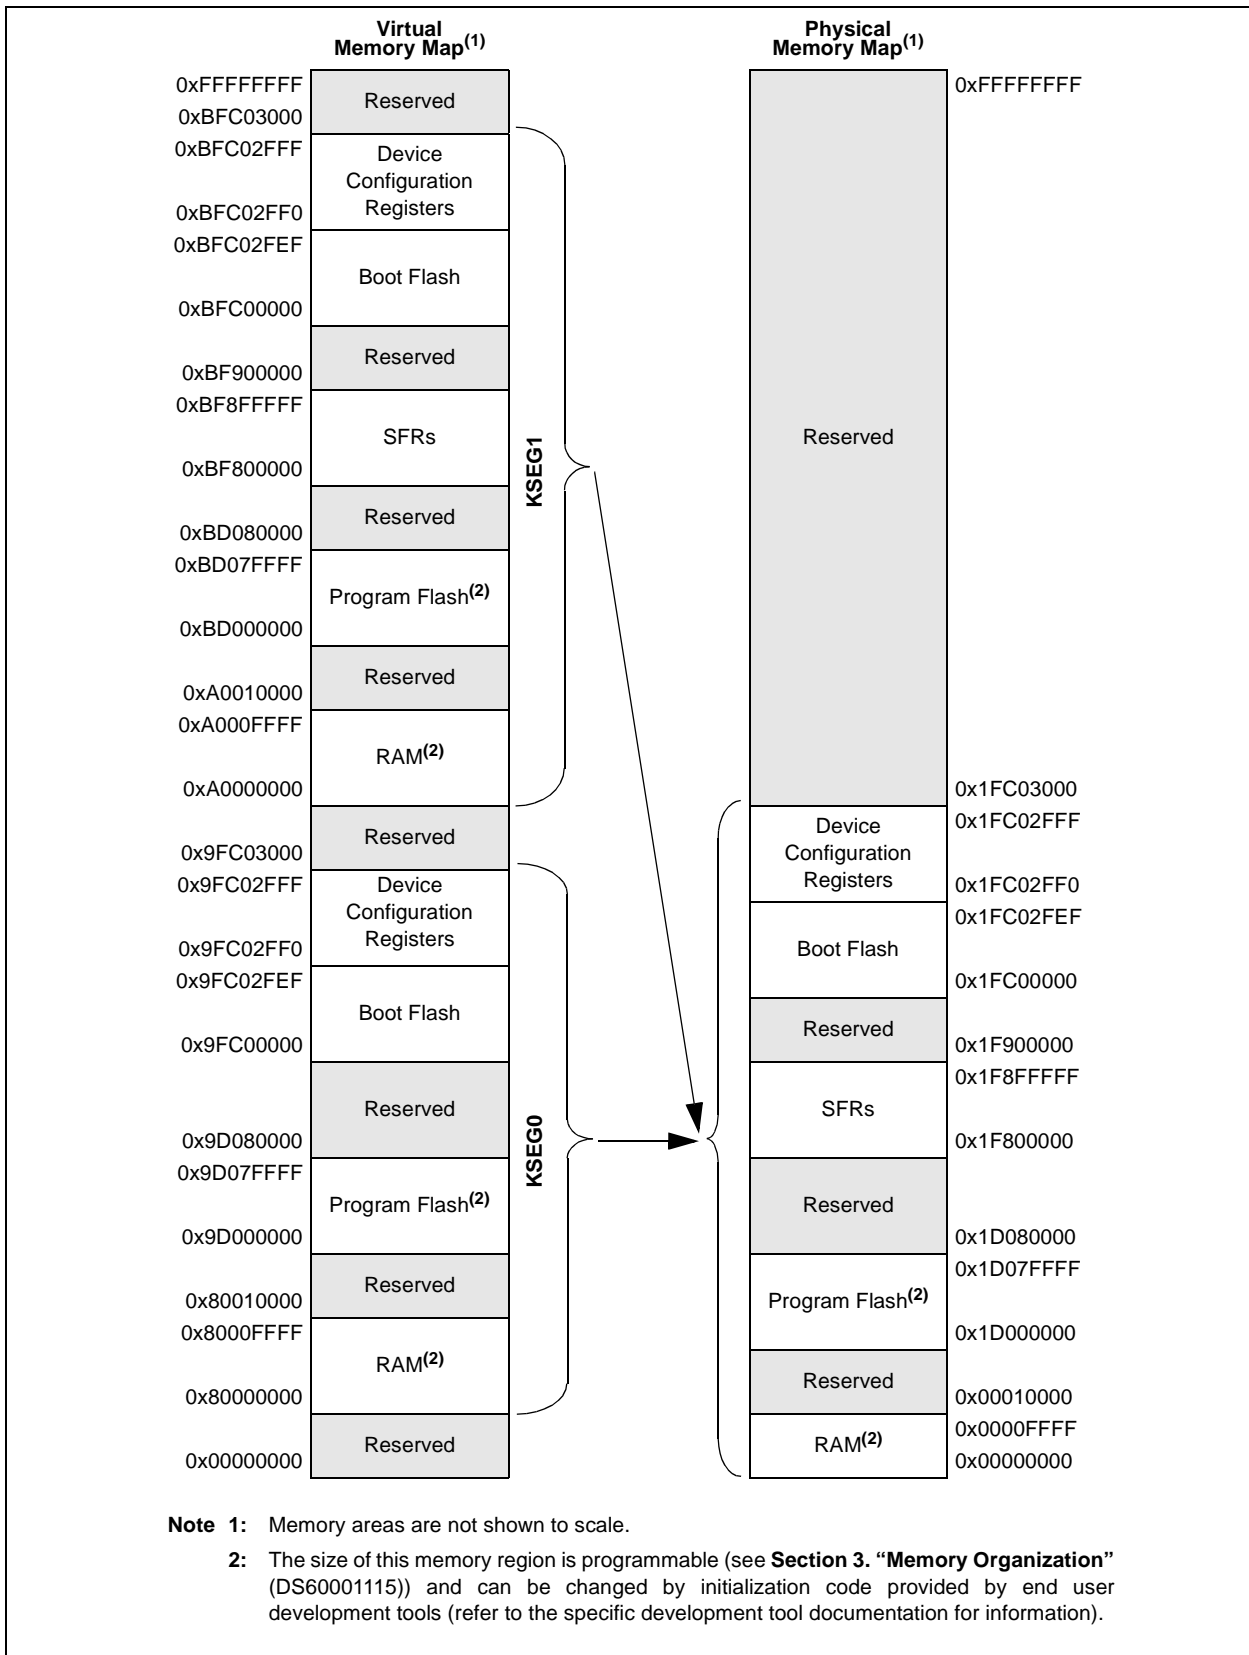 Virtual
Memory Map(1)
0xFFFFFFFF
Reserved
0xBFC03000
0xBFC02FFF
Device
Configuration
Registers
0xBFC02FF0
0xBFC02FEF
Boot Flash
0xBFC00000
Reserved
0xBF900000
0xBF8FFFFF
SFRs
0xBF800000
Reserved
0xBD080000
0xBD07FFFF
Program Flash(2)
0xBD000000
Reserved
0xA0010000
0xA000FFFF
RAM(2)
0xA0000000
KSEG1
Reserved
0x9FC03000
0x9FC02FFF
Device
Configuration
Registers
0x9FC02FF0
0x9FC02FEF
Boot Flash
0x9FC00000
Reserved
0x9D080000
0x9D07FFFF
Program Flash(2)
0x9D000000
Reserved
0x80010000
0x8000FFFF
RAM(2)
0x80000000
KSEG0
Reserved
0x00000000
Physical
Memory Map(1)
0xFFFFFFFF
Reserved
0x1FC03000
0x1FC02FFF
Device
Configuration
Registers
0x1FC02FF0
0x1FC02FEF
Boot Flash
0x1FC00000
Reserved
0x1F900000
0x1F8FFFFF
SFRs
0x1F800000
Reserved
0x1D080000
0x1D07FFFF
Program Flash(2)
0x1D000000
Reserved
0x00010000
0x0000FFFF
RAM(2)
0x00000000
Note 1: Memory areas are not shown to scale.
2: The size of this memory region is programmable (see Section 3. “Memory Organization”
(DS60001115)) and can be changed by initialization code provided by end user
development tools (refer to the specific development tool documentation for information).